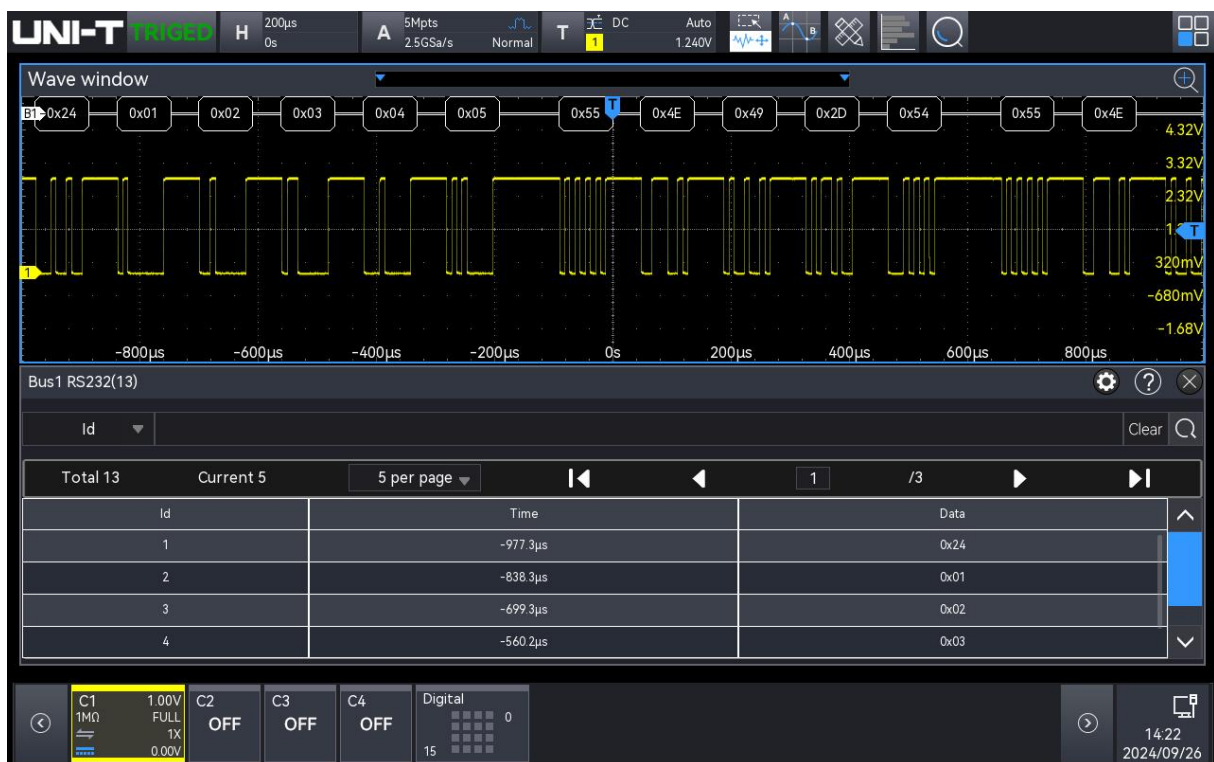 UNI-T TRIGED H 200µs 0s A 5Mpts 2.5GSa/s Normal T DC 1 Auto 1.240V A B
Wave window
T
B1 0x24 0x01 0x02 0x03 0x04 0x05 0x55 0x4E 0x49 0x2D 0x54 0x55 0x4E
4.32V
3.32V
2.32V
T
1 320mV
-680mV
-1.68V
-800µs -600µs -400µs -200µs 0s 200µs 400µs 600µs 800µs
Bus1 RS232(13) ?
Id Clear
Total 13 Current 5 5 per page 1 /3
Id Time Data
1 -977.3µs 0x24
2 -838.3µs 0x01
3 -699.3µs 0x02
4 -560.2µs 0x03
C1 1.00V C2 C3 C4 Digital
1MΩ FULL OFF OFF OFF 0
1X
0.00V 15
14:22
2024/09/26